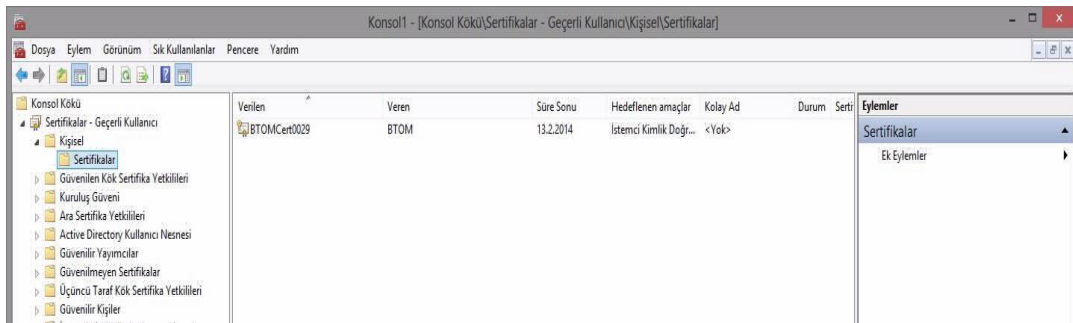 Konsol1 - [Konsol Kökü\Sertifikalar - Geçerli Kullanıcı\Kişisel\Sertifikalar]
Dosya Eylem Görünüm Sık Kullanılanlar Pencere Yardım
Konsol Kökü
Sertifikalar - Geçerli Kullanıcı
Kişisel
Sertifikalar
Güvenilen Kök Sertifika Yetkilileri
Kuruluş Güveni
Ara Sertifika Yetkilileri
Active Directory Kullanıcı Nesnesi
Güvenilir Yayımcılar
Güvenilmeyen Sertifikalar
Üçüncü Taraf Kök Sertifika Yetkilileri
Güvenilir Kişiler
Verilen Veren Süre Sonu Hedeflenen amaçlar Kolay Ad Durum Serti
BTOMCert0029 BTOM 13.2.2014 İstemci Kimlik Doğr... <Yok>
Eylemler
Sertifikalar
Ek Eylemler